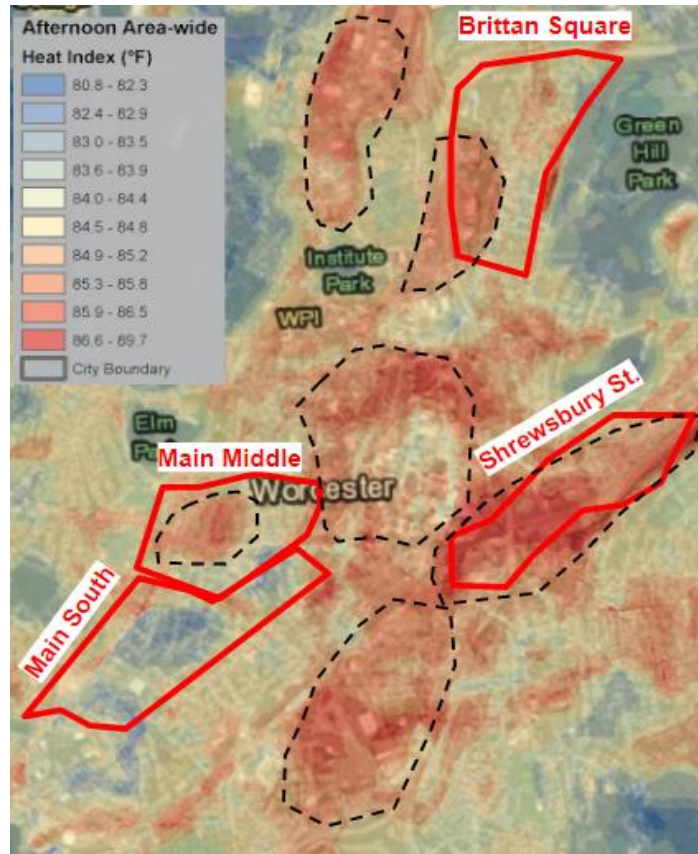 Afternoon Area-wide
Heat Index (°F)
80.8 - 82.3
82.4 - 82.9
83.0 - 83.5
83.6 - 83.9
84.0 - 84.4
84.5 - 84.8
84.9 - 85.2
85.3 - 85.8
85.9 - 86.5
86.6 - 89.7
City Boundary
Brittan Square
Green
Hill
Park
Institute
Park
WPI
Elm
Shrewsbury St.
Main Middle
Worcester
Main South